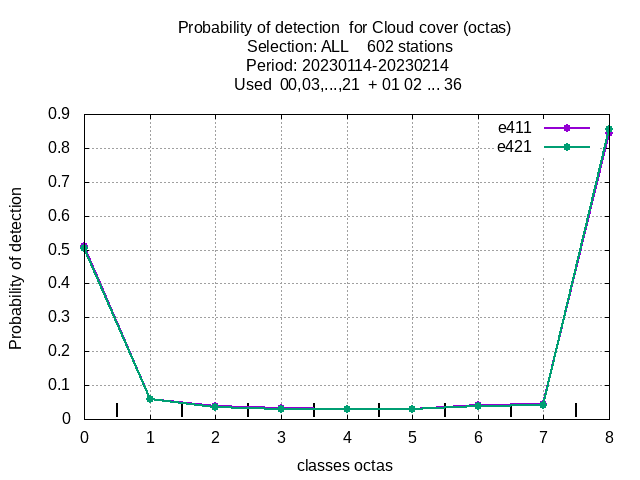 Probability of detection  for Cloud cover (octas)
Selection: ALL    602 stations
Period: 20230114-20230214
Used  00,03,...,21  + 01 02 ... 36
e411
e421
Probability of detection
0.9
0.8
0.7
0.6
0.5
0.4
0.3
0.2
0.1
0
0 1 2 3 4 5 6 7 8
classes octas